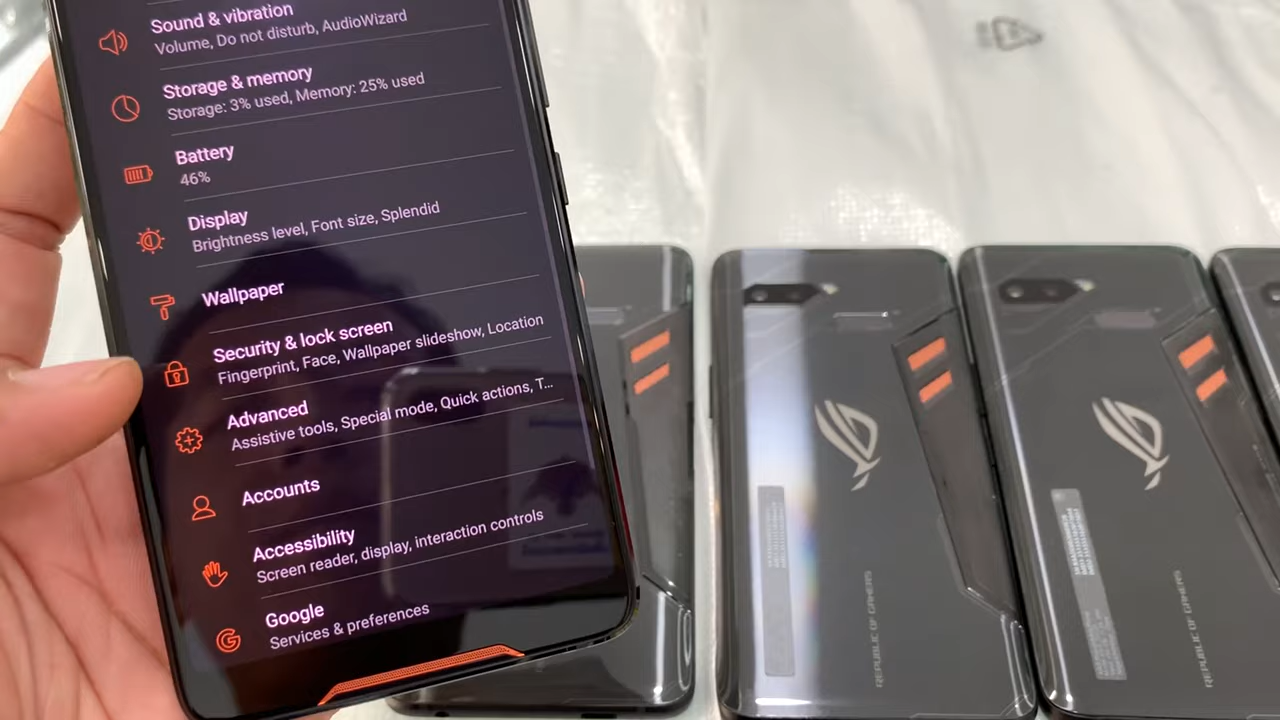 Sound & vibration
Volume, Do not disturb, AudioWizard
Storage & memory
Storage: 3% used, Memory: 25% used
Battery
46%
Display
Brightness level, Font size, Splendid
Wallpaper
Security & lock screen
Fingerprint, Face, Wallpaper slideshow, Location
Advanced
Assistive tools, Special mode, Quick actions, T...
Accounts
Accessibility
Screen reader, display, interaction controls
Google
Services & preferences
REPUBLIC OF GAMERS
REPUBLIC OF GAMERS